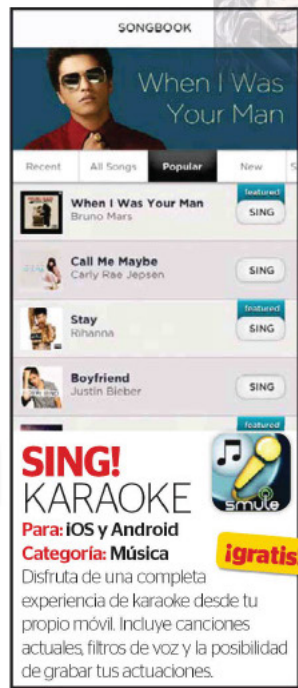 SONGBOOK
When I Was
Your Man
Recent All Songs Popular New S
featured
When I Was Your Man SING
Bruno Mars
Call Me Maybe SING
Carly Rae Jepsen
featured
Stay SING
Rihanna
Boyfriend SING
Justin Bieber
featured
SING!
KARAOKE
smule
Para: iOS y Android
Categoría: Música
¡gratis!
Disfruta de una completa
experiencia de karaoke desde tu
propio móvil. Incluye canciones
actuales, filtros de voz y la posibilidad
de grabar tus actuaciones.